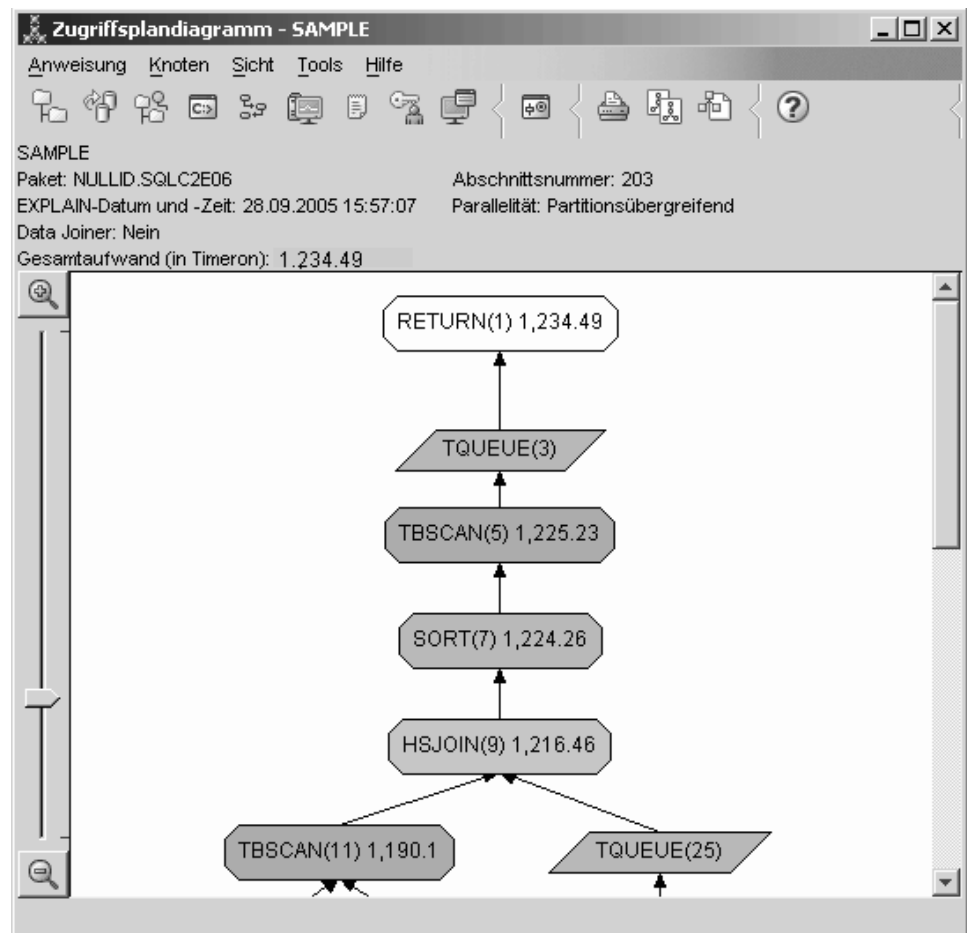 Zugriffsplandiagramm - SAMPLE
Anweisung Knoten Sicht Tools Hilfe
C:\>
SAMPLE
Paket: NULLID.SQLC2E06 Abschnittsnummer: 203
EXPLAIN-Datum und -Zeit: 28.09.2005 15:57:07 Parallelität: Partitionsübergreifend
Data Joiner: Nein
Gesamtaufwand (in Timeron): 1.234.49
RETURN(1) 1,234.49
TQUEUE(3)
TBSCAN(5) 1,225.23
SORT(7) 1,224.26
HSJOIN(9) 1,216.46
TBSCAN(11) 1,190.1 TQUEUE(25)